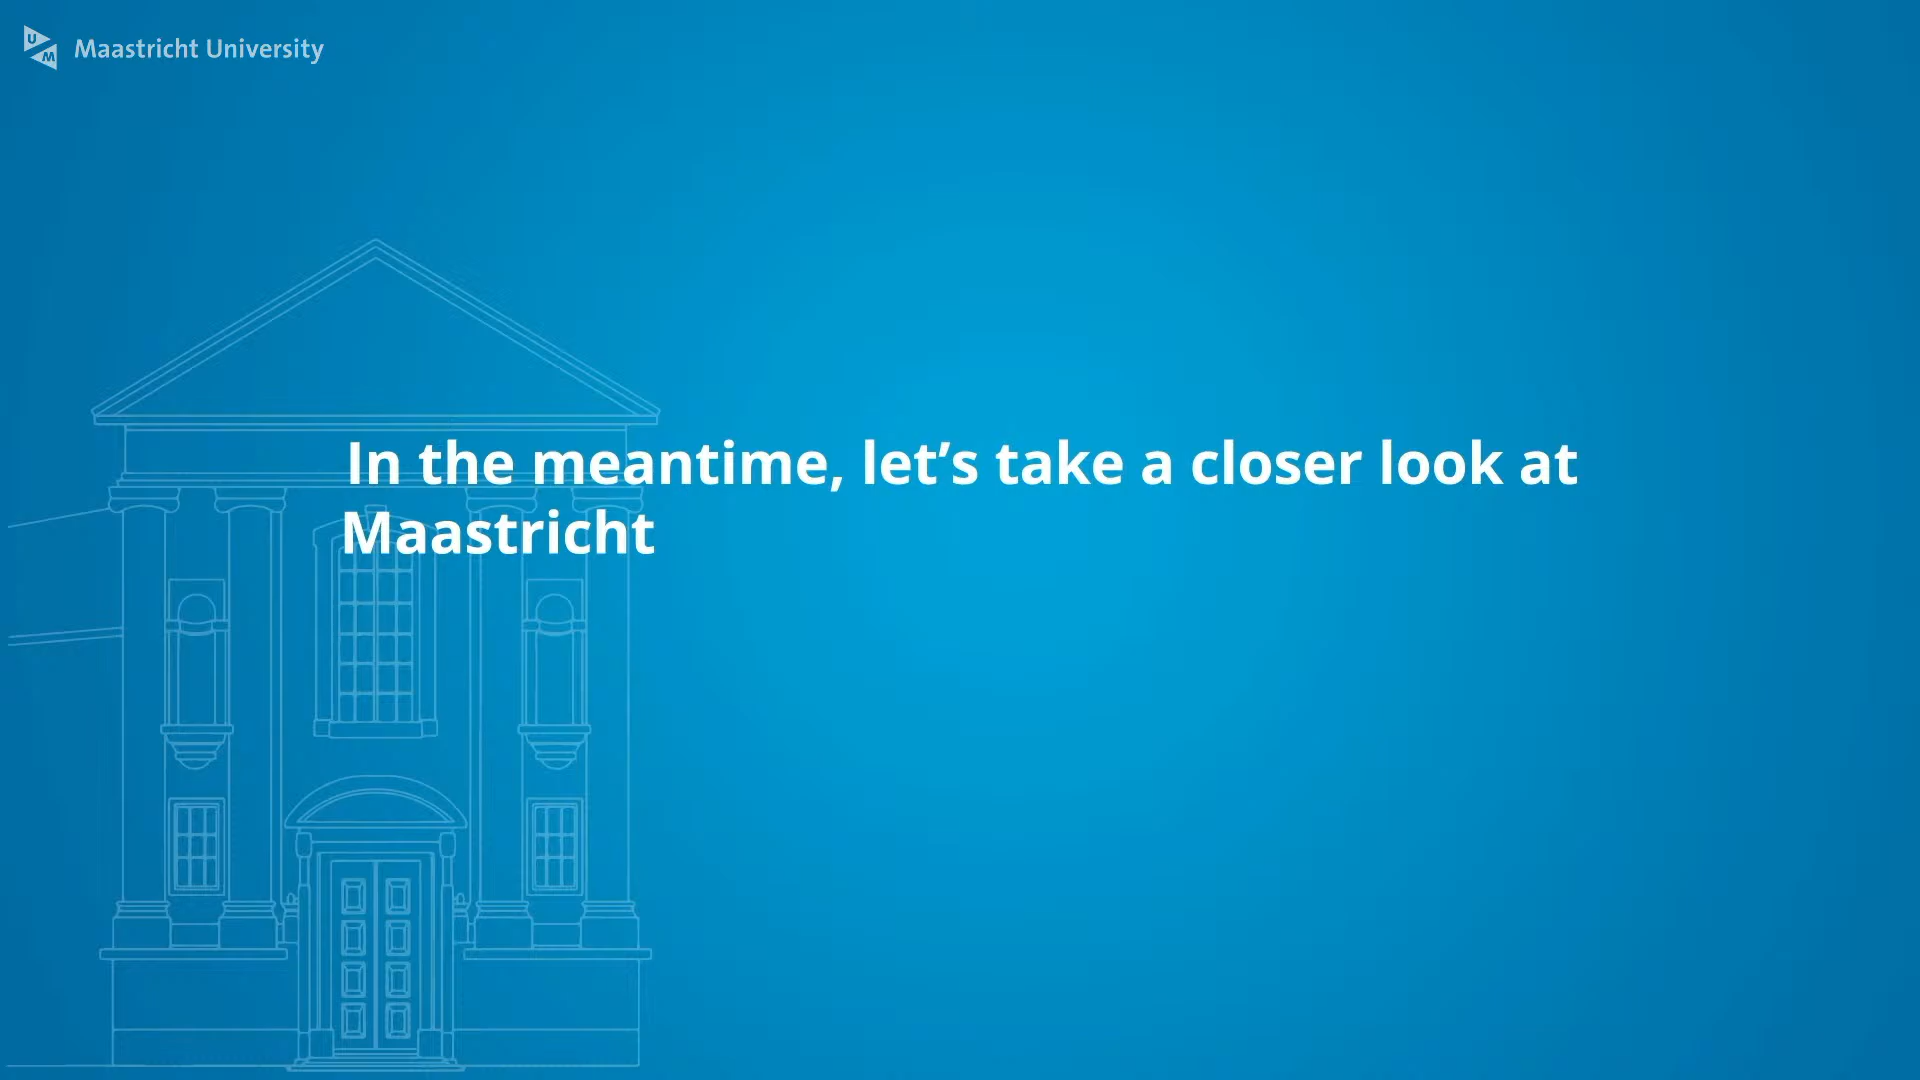 U
M
Maastricht University
In the meantime, let’s take a closer look at
Maastricht